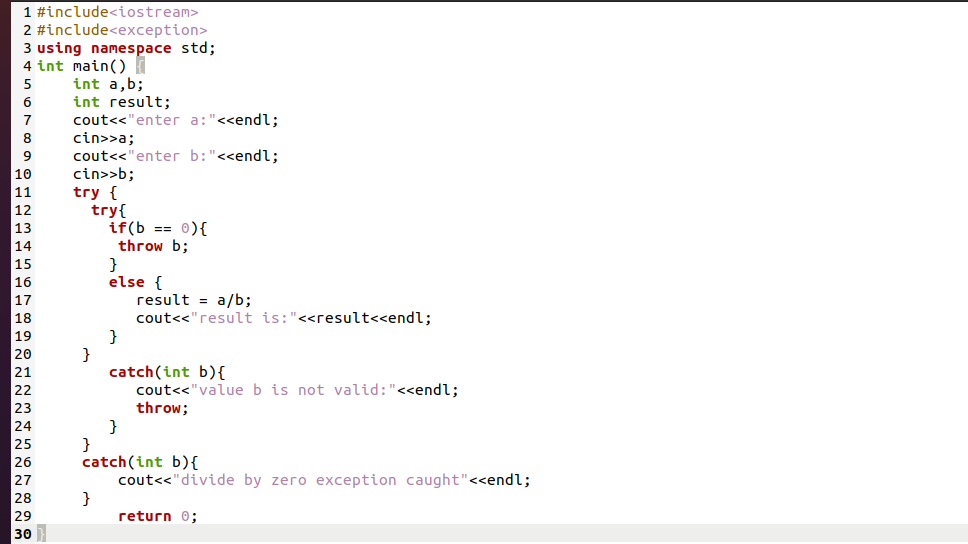 1 #include<iostream>
2 #include<exception>
3 using namespace std;
4 int main() {
5     int a,b;
6     int result;
7     cout<<"enter a:"<<endl;
8     cin>>a;
9     cout<<"enter b:"<<endl;
10     cin>>b;
11     try {
12       try{
13         if(b == 0){
14          throw b;
15         }
16         else {
17            result = a/b;
18            cout<<"result is:"<<result<<endl;
19         }
20      }
21         catch(int b){
22            cout<<"value b is not valid:"<<endl;
23            throw;
24         }
25      }
26      catch(int b){
27          cout<<"divide by zero exception caught"<<endl;
28      }
29          return 0;
30 }